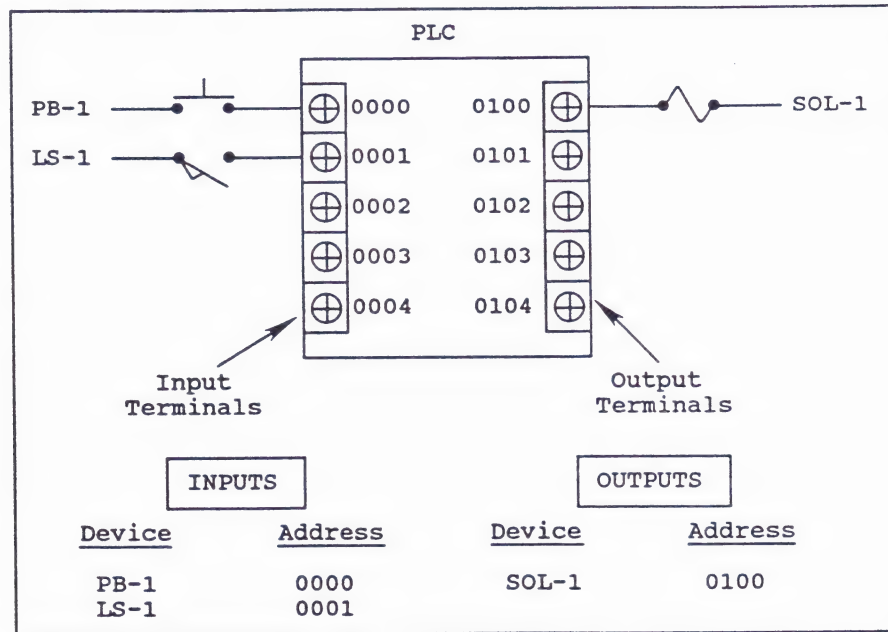 PLC
PB-1 0000 0100 SOL-1
LS-1 0001 0101
0002 0102
0003 0103
0004 0104
Input Terminals
Output Terminals
INPUTS
Device Address
PB-1 0000
LS-1 0001
OUTPUTS
Device Address
SOL-1 0100